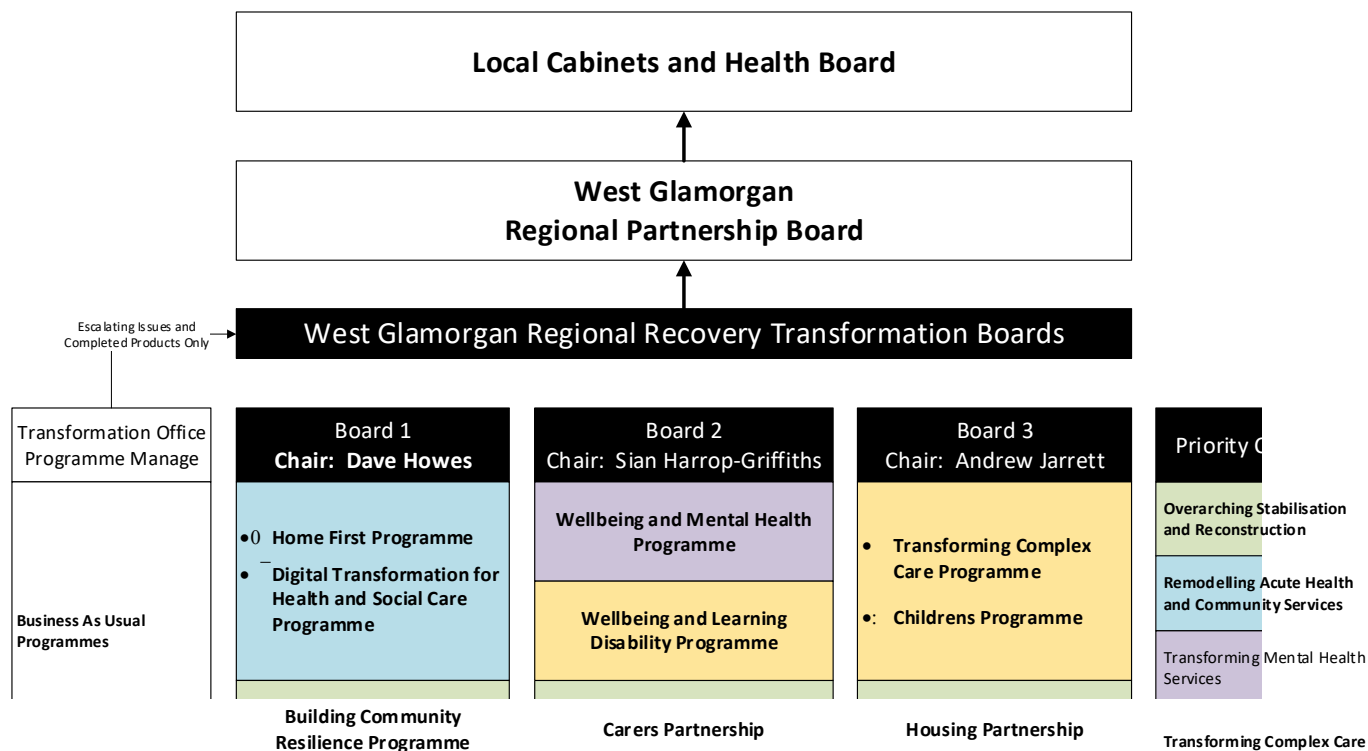 Local Cabinets and Health Board
West Glamorgan
Regional Partnership Board
Escalating Issues and
Completed Products Only
West Glamorgan Regional Recovery Transformation Boards
Transformation Office
Programme Manage
Board 1
Chair: Dave Howes
Board 2
Chair: Sian Harrop-Griffiths
Board 3
Chair: Andrew Jarrett
Priority
Business As Usual
Programmes
•0 Home First Programme
• Digital Transformation for
Health and Social Care
Programme
Wellbeing and Mental Health
Programme
Wellbeing and Learning
Disability Programme
• Transforming Complex
Care Programme
•: Childrens Programme
Overarching Stabilisation
and Reconstruction
Remodelling Acute Health
and Community Services
Transforming Mental Health
Services
Building Community
Resilience Programme
Carers Partnership
Housing Partnership
Transforming Complex Care